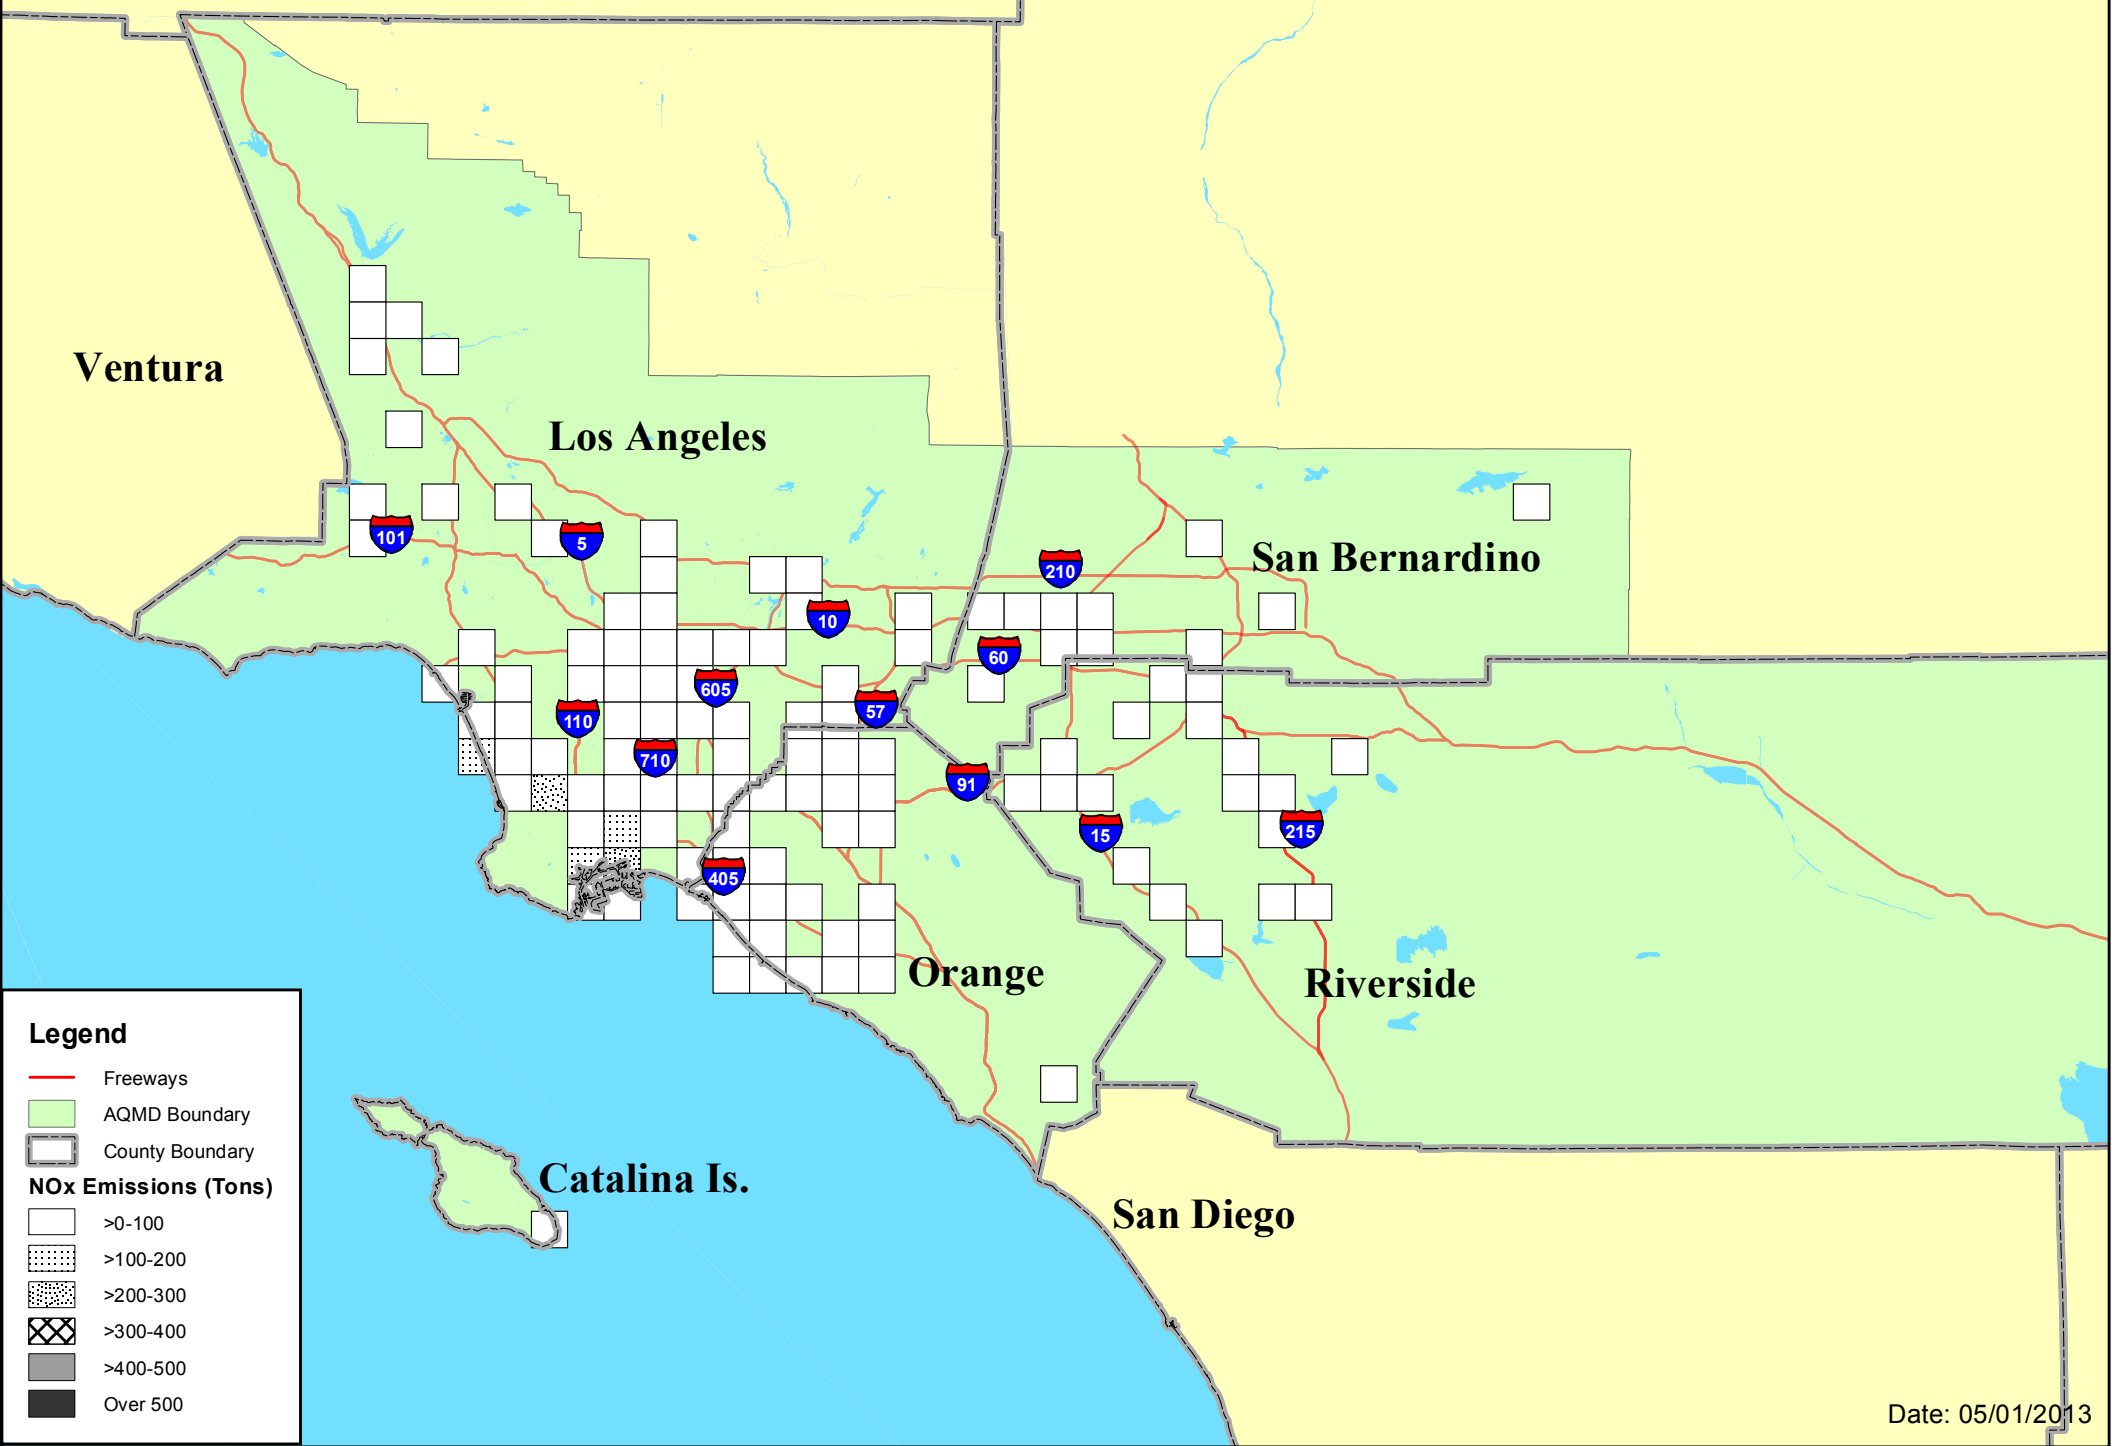 Ventura
Los Angeles
101
5
210
San Bernardino
10
60
605
57
110
710
91
15
215
405
Orange
Riverside
Legend
Freeways
AQMD Boundary
County Boundary
NOx Emissions (Tons)
>0-100
>100-200
>200-300
>300-400
>400-500
Over 500
Catalina Is.
San Diego
Date: 05/01/2013